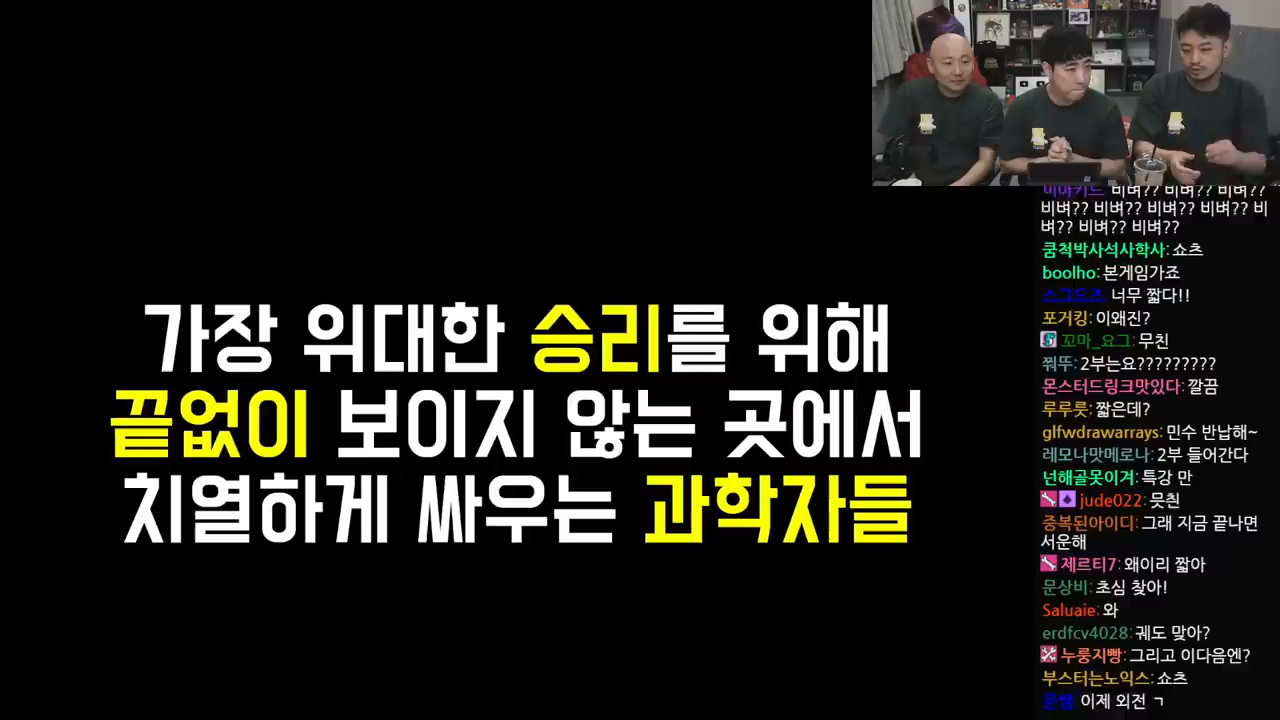 가장 위대한 승리를 위해
끝없이 보이지 않는 곳에서
치열하게 싸우는 과학자들
비벼?? 비벼?? 비벼??
비벼?? 비벼?? 비벼?? 비벼?? 비
벼?? 비벼?? 비벼??
쿰척박사석사학사: 쇼츠
boolho: 본게임가죠
너무 짧다!!
포거킹: 이왜진?
꼬마_요그: 무친
쮜뚜: 2부는요?????????
몬스터드링크맛있다: 깔끔
루루룻: 짧은데?
glfwdrawarrays: 민수 반납해~
레모나맛메로나: 2부 들어간다
넌해골못이겨: 특강 만
jude022: 뭇췬
중복된아이디: 그래 지금 끝나면
서운해
제르티7: 왜이리 짧아
문상비: 초심 찾아!
Saluaie: 와
erdfcv4028: 궤도 맞아?
누룽지빵: 그리고 이다음엔?
부스터는노익스: 쇼츠
이제 외전 ㄱ